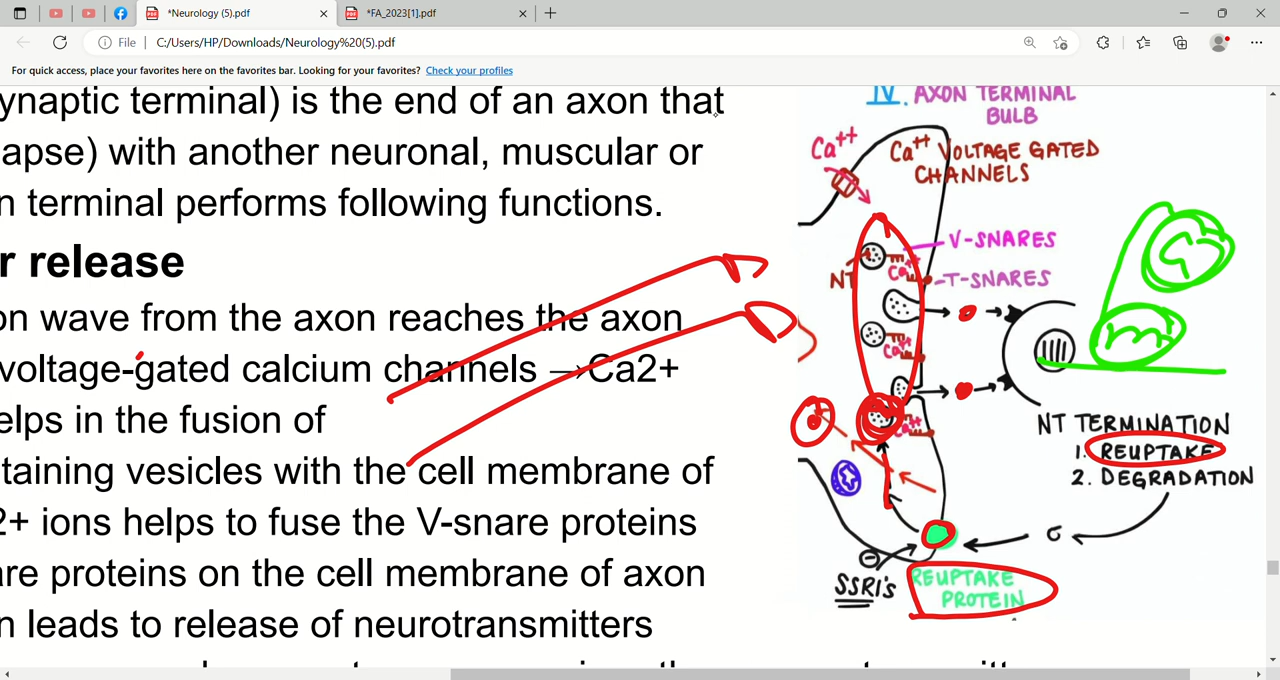 *Neurology (5).pdf
*FA_2023[1].pdf
File
C:/Users/HP/Downloads/Neurology%20(5).pdf
For quick access, place your favorites here on the favorites bar. Looking for your favorites? Check your profiles
ynaptic terminal) is the end of an axon that
apse) with another neuronal, muscular or
n terminal performs following functions.
r release
on wave from the axon reaches the axon
voltage-gated calcium channels →Ca2+
elps in the fusion of
taining vesicles with the cell membrane of
2+ ions helps to fuse the V-snare proteins
are proteins on the cell membrane of axon
n leads to release of neurotransmitters
IV. AXON TERMINAL
BULB
Ca++
Ca++ VOLTAGE GATED
CHANNELS
V-SNARES
NT
Ca++
T-SNARES
Ca++
Ca++
NT TERMINATION
1. REUPTAKE
2. DEGRADATION
SSRI's
REUPTAKE
PROTEIN